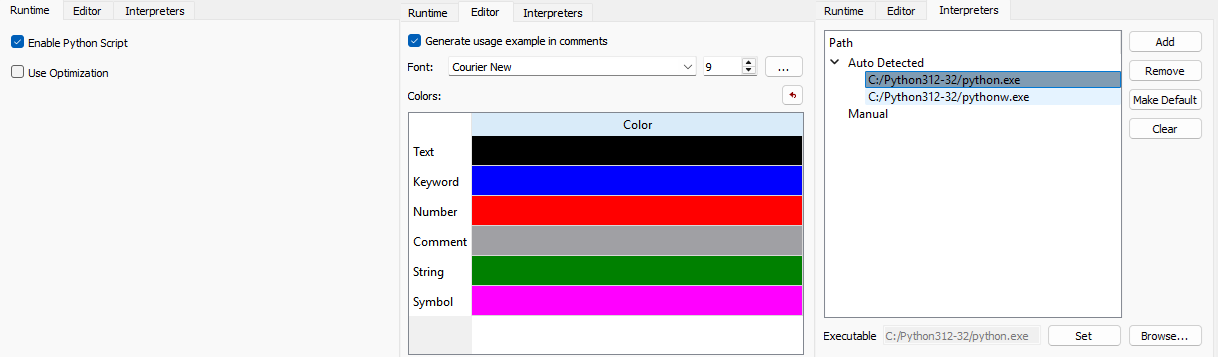 Runtime Editor Interpreters
Enable Python Script
Use Optimization
Runtime Editor Interpreters
Generate usage example in comments
Font: Courier New 9 ...
Colors:
Color
Text
Keyword
Number
Comment
String
Symbol
Runtime Editor Interpreters
Path
Auto Detected
C:/Python312-32/python.exe
C:/Python312-32/pythonw.exe
Manual
Add
Remove
Make Default
Clear
Executable C:/Python312-32/python.exe Set Browse...